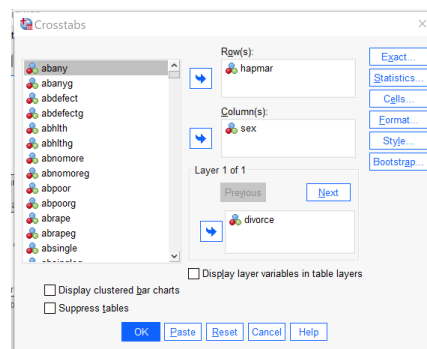 Crosstabs
abany
abanyg
abdefect
abdefectg
abhlth
abhlthg
abnomore
abnomoreg
abpoor
abpoorg
abrape
abrapeg
absingle
Row(s):
hapmar
Column(s):
sex
Layer 1 of 1
Previous
Next
divorce
Display layer variables in table layers
Exact...
Statistics...
Cells...
Format...
Style...
Bootstrap...
Display clustered bar charts
Suppress tables
OK
Paste
Reset
Cancel
Help